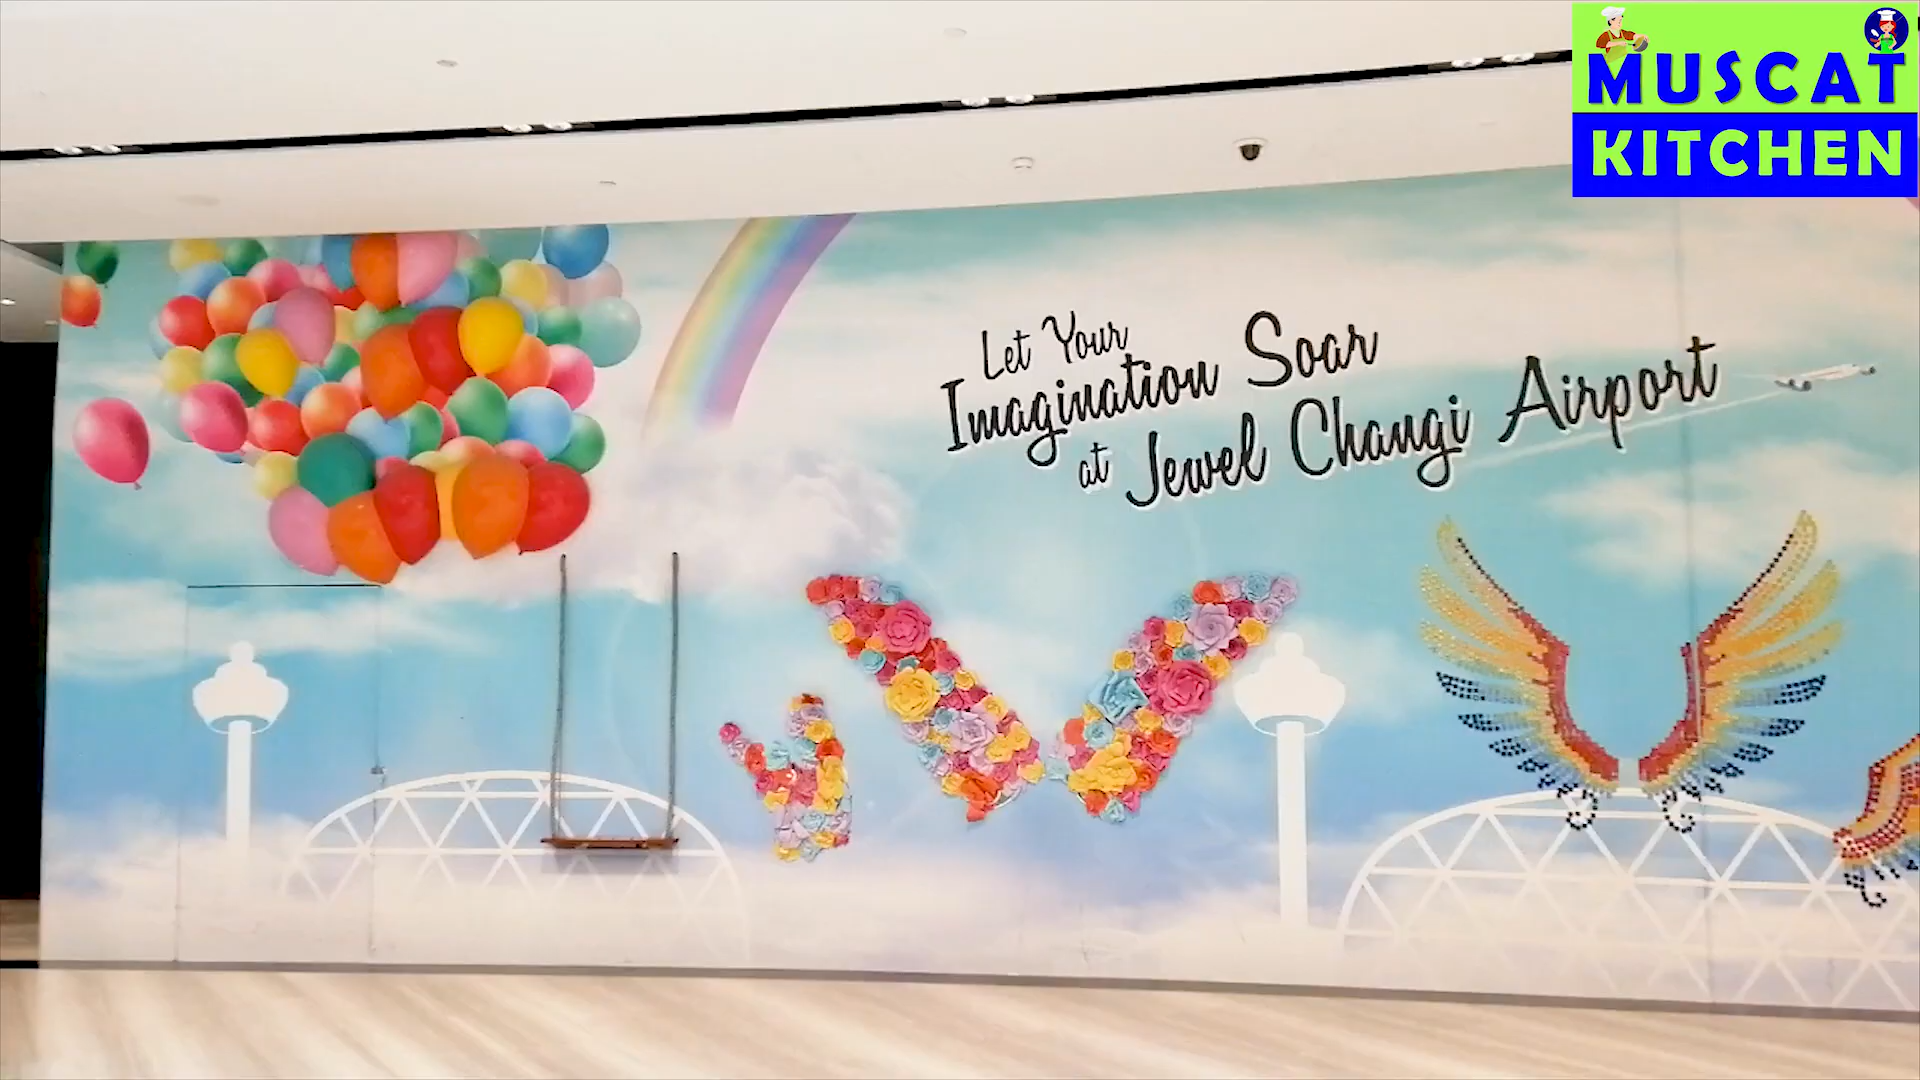 MUSCAT
KITCHEN
Let Your
Imagination Soar
at Jewel Changi Airport